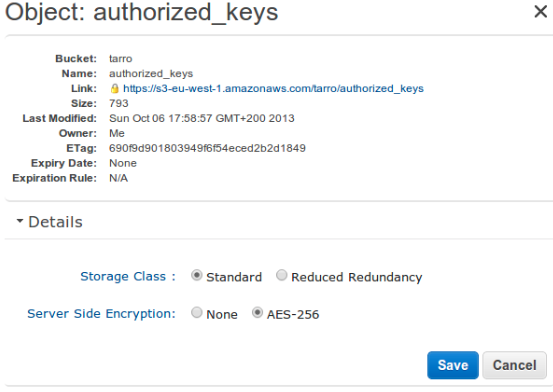 Object: authorized_keys ×
Bucket: tarro
Name: authorized_keys
Link: https://s3-eu-west-1.amazonaws.com/tarro/authorized_keys
Size: 793
Last Modified: Sun Oct 06 17:58:57 GMT+200 2013
Owner: Me
ETag: 690f9d901803949f6f54eced2b2d1849
Expiry Date: None
Expiration Rule: N/A
Details
Storage Class : Standard Reduced Redundancy
Server Side Encryption: None AES-256
Save Cancel